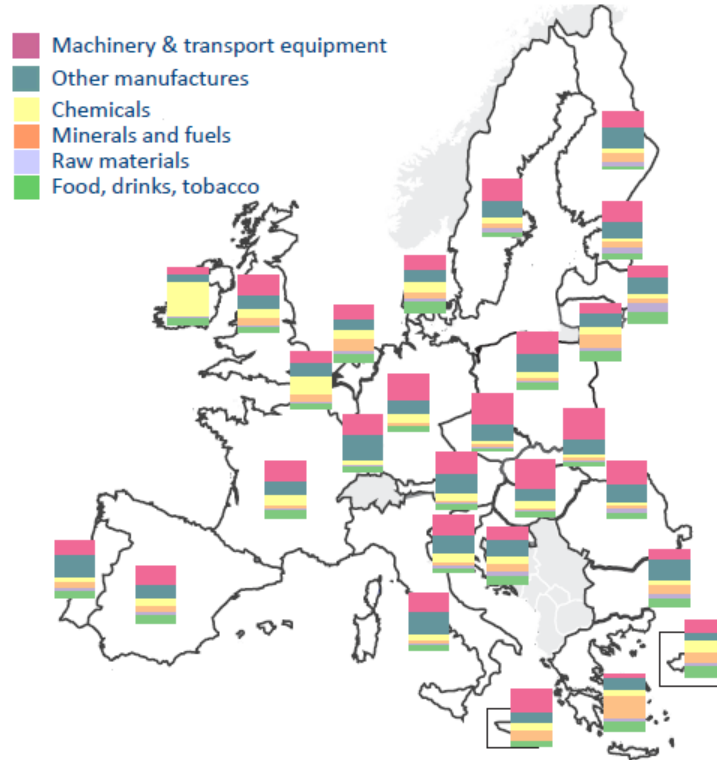 Machinery & transport equipment
Other manufactures
Chemicals
Minerals and fuels
Raw materials
Food, drinks, tobacco